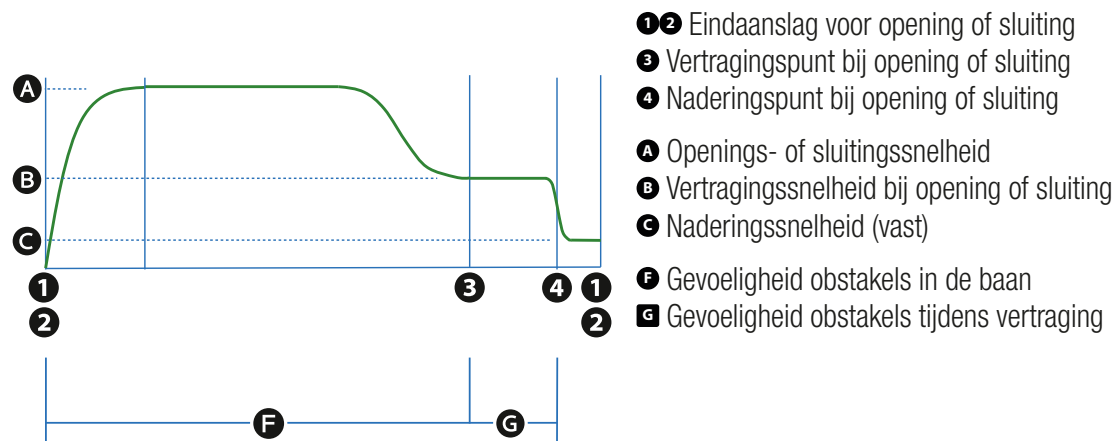 A
B
C
1 3 4 1
2 2
F G
12 Eindaanslag voor opening of sluiting
3 Vertragingspunt bij opening of sluiting
4 Naderingspunt bij opening of sluiting
A Openings- of sluitingssnelheid
B Vertragingssnelheid bij opening of sluiting
C Naderingssnelheid (vast)
F Gevoeligheid obstakels in de baan
G Gevoeligheid obstakels tijdens vertraging